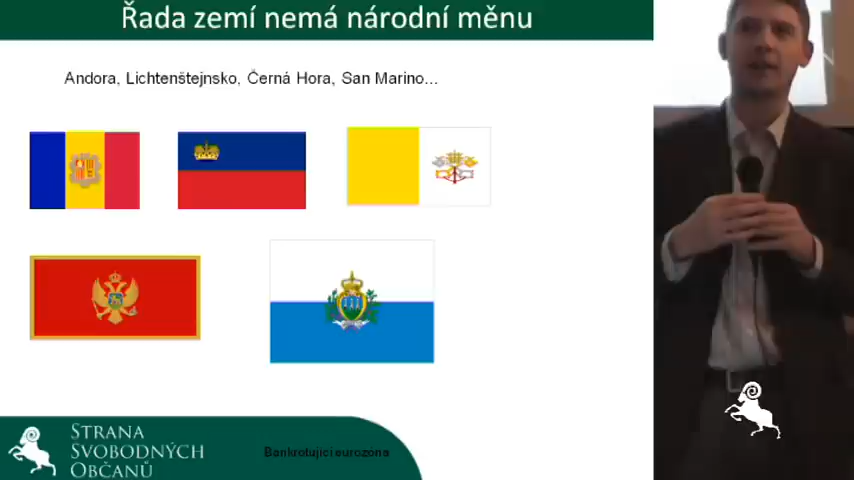 Řada zemí nemá národní měnu
Andora, Lichtenštejnsko, Černá Hora, San Marino...
STRANA
SVOBODNÝCH
OBČANŮ
Bankrotující eurozóna